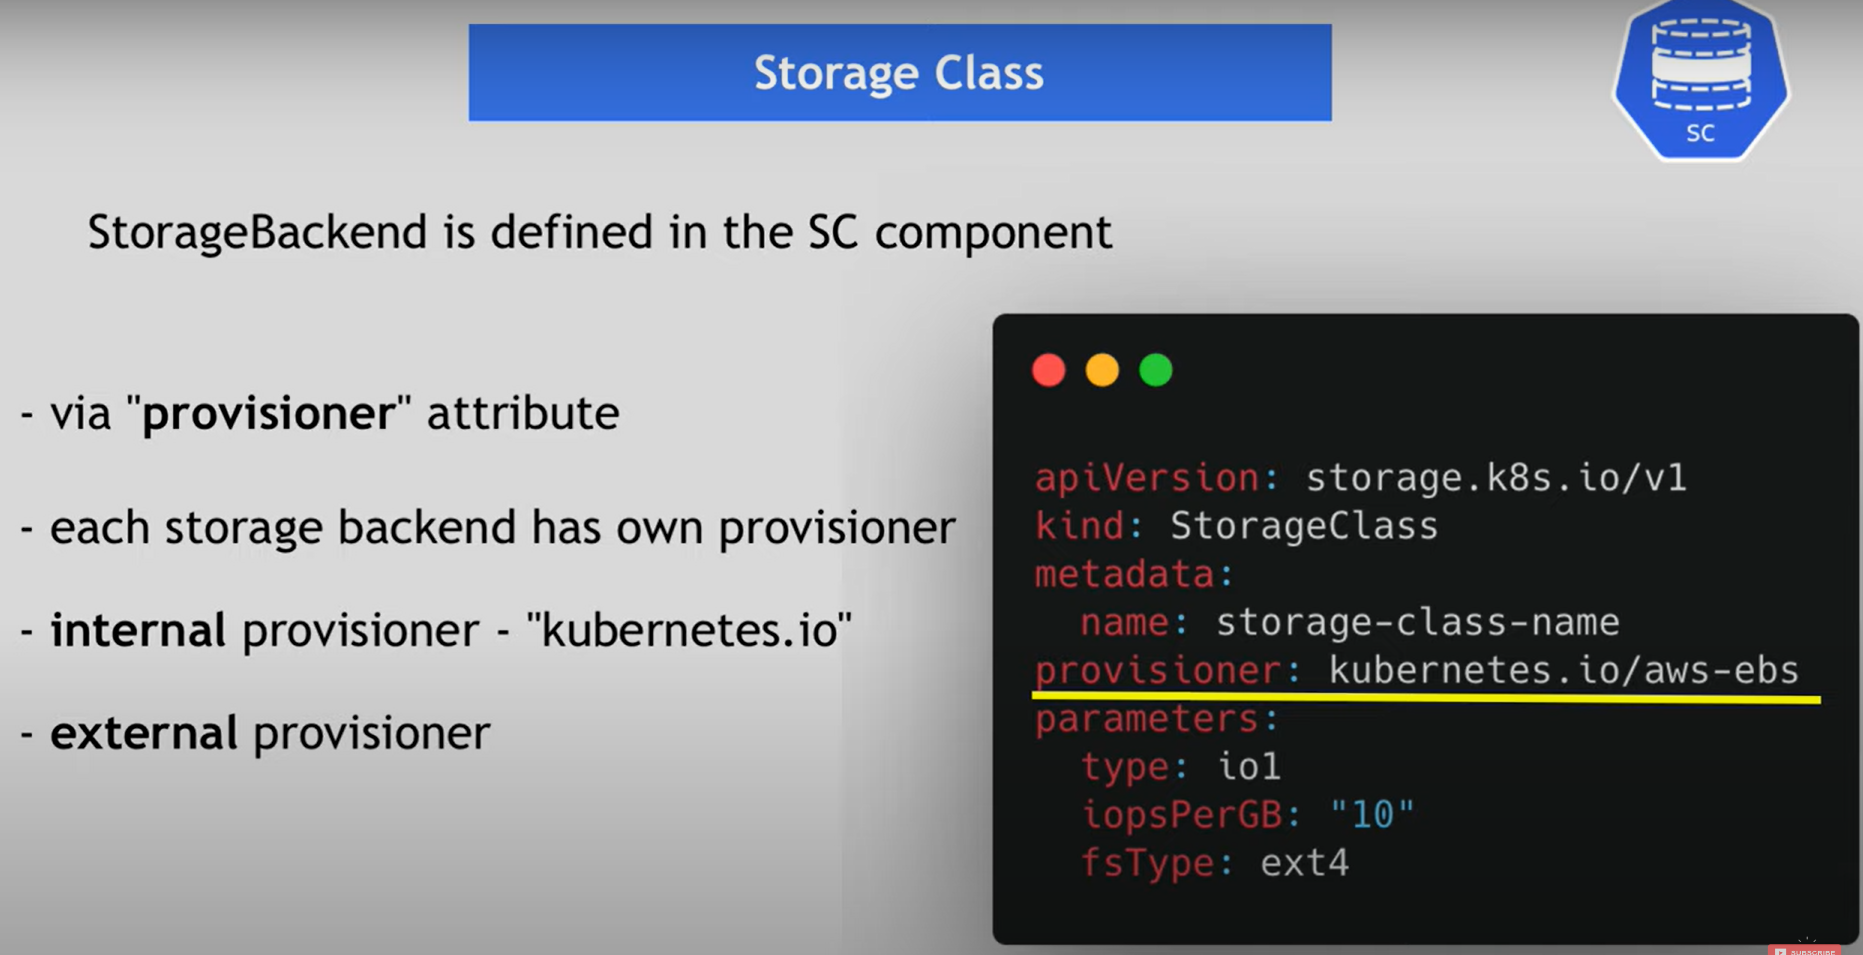 Storage Class
SC
StorageBackend is defined in the SC component
- via "provisioner" attribute
- each storage backend has own provisioner
- internal provisioner - "kubernetes.io"
- external provisioner
apiVersion: storage.k8s.io/v1
kind: StorageClass
metadata:
  name: storage-class-name
provisioner: kubernetes.io/aws-ebs
parameters:
  type: io1
  iopsPerGB: "10"
  fsType: ext4
SUBSCRIBE